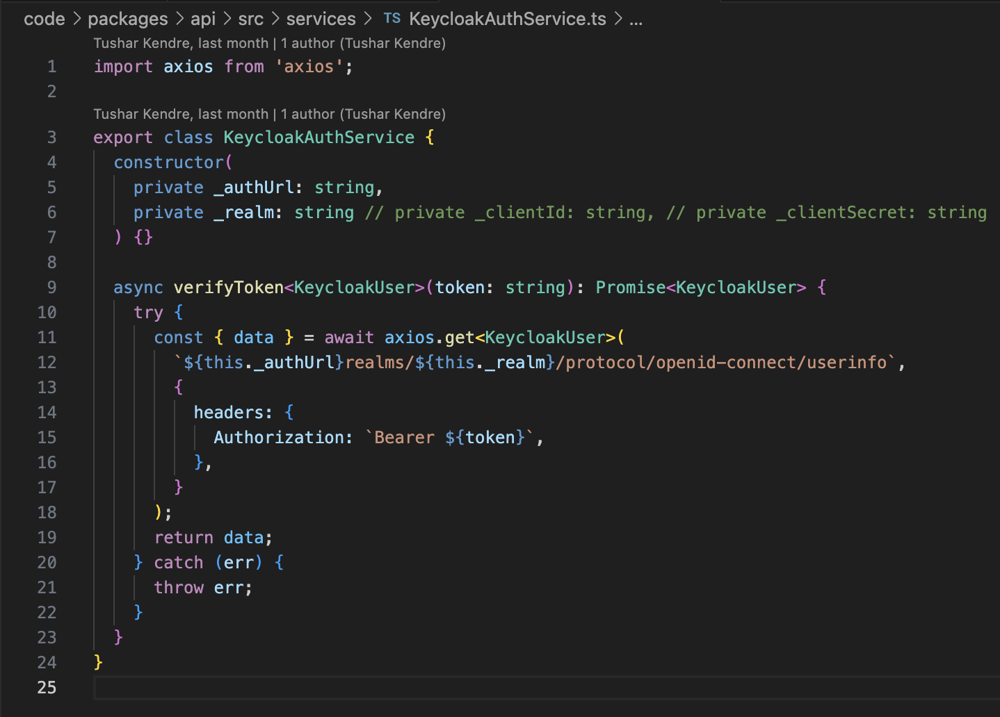 code > packages > api > src > services > TS KeycloakAuthService.ts > ...
Tushar Kendre, last month | 1 author (Tushar Kendre)
1 import axios from 'axios';
2
Tushar Kendre, last month | 1 author (Tushar Kendre)
3 export class KeycloakAuthService {
4   constructor(
5     private _authUrl: string,
6     private _realm: string // private _clientId: string, // private _clientSecret: string
7   ) {}
8
9   async verifyToken<KeycloakUser>(token: string): Promise<KeycloakUser> {
10     try {
11       const { data } = await axios.get<KeycloakUser>(
12         `${this._authUrl}realms/${this._realm}/protocol/openid-connect/userinfo`,
13         {
14           headers: {
15             Authorization: `Bearer ${token}`,
16           },
17         }
18       );
19       return data;
20     } catch (err) {
21       throw err;
22     }
23   }
24 }
25